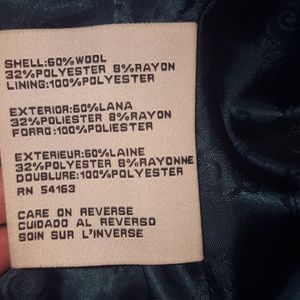 SHELL:60%WOOL
32%POLYESTER 8%RAYON
LINING:100%POLYESTER
EXTERIOR:60%LANA
32%POLIESTER 8%RAYON
FORRO:100%POLIESTER
EXTERIEUR:60%LAINE
32%POLYESTER 8%RAYONNE
DOUBLURE:100%POLYESTER
RN 54163
CARE ON REVERSE
CUIDADO AL REVERSO
SOIN SUR L'INVERSE